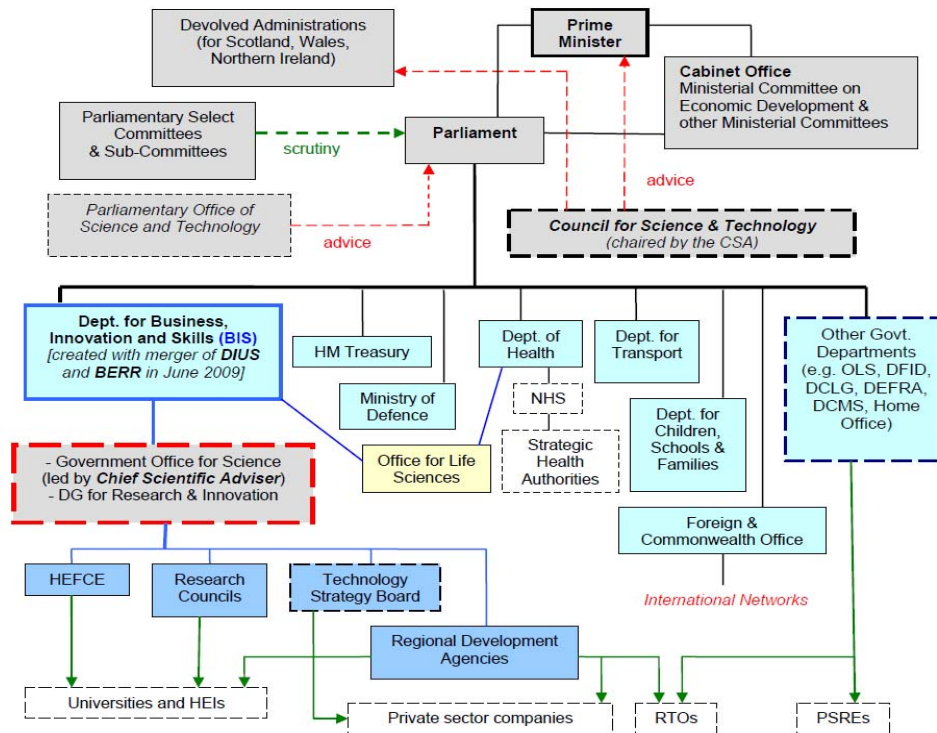 Devolved Administrations
(for Scotland, Wales,
Northern Ireland)
Prime
Minister
Cabinet Office
Ministerial Committee on
Economic Development &
other Ministerial Committees
Parliamentary Select
Committees
& Sub-Committees
scrutiny
Parliament
advice
Parliamentary Office of
Science and Technology
advice
Council for Science & Technology
(chaired by the CSA)
Dept. for Business,
Innovation and Skills (BIS)
[created with merger of DIUS
and BERR in June 2009]
HM Treasury
Ministry of
Defence
Dept. of
Health
NHS
Strategic
Health
Authorities
Office for Life
Sciences
Dept. for
Transport
Dept. for
Children,
Schools &
Families
Other Govt.
Departments
(e.g. OLS, DFID,
DCLG, DEFRA,
DCMS, Home
Office)
- Government Office for Science
(led by Chief Scientific Adviser)
- DG for Research & Innovation
Foreign &
Commonwealth Office
International Networks
HEFCE
Research
Councils
Technology
Strategy Board
Regional Development
Agencies
Universities and HEIs
Private sector companies
RTOs
PSREs